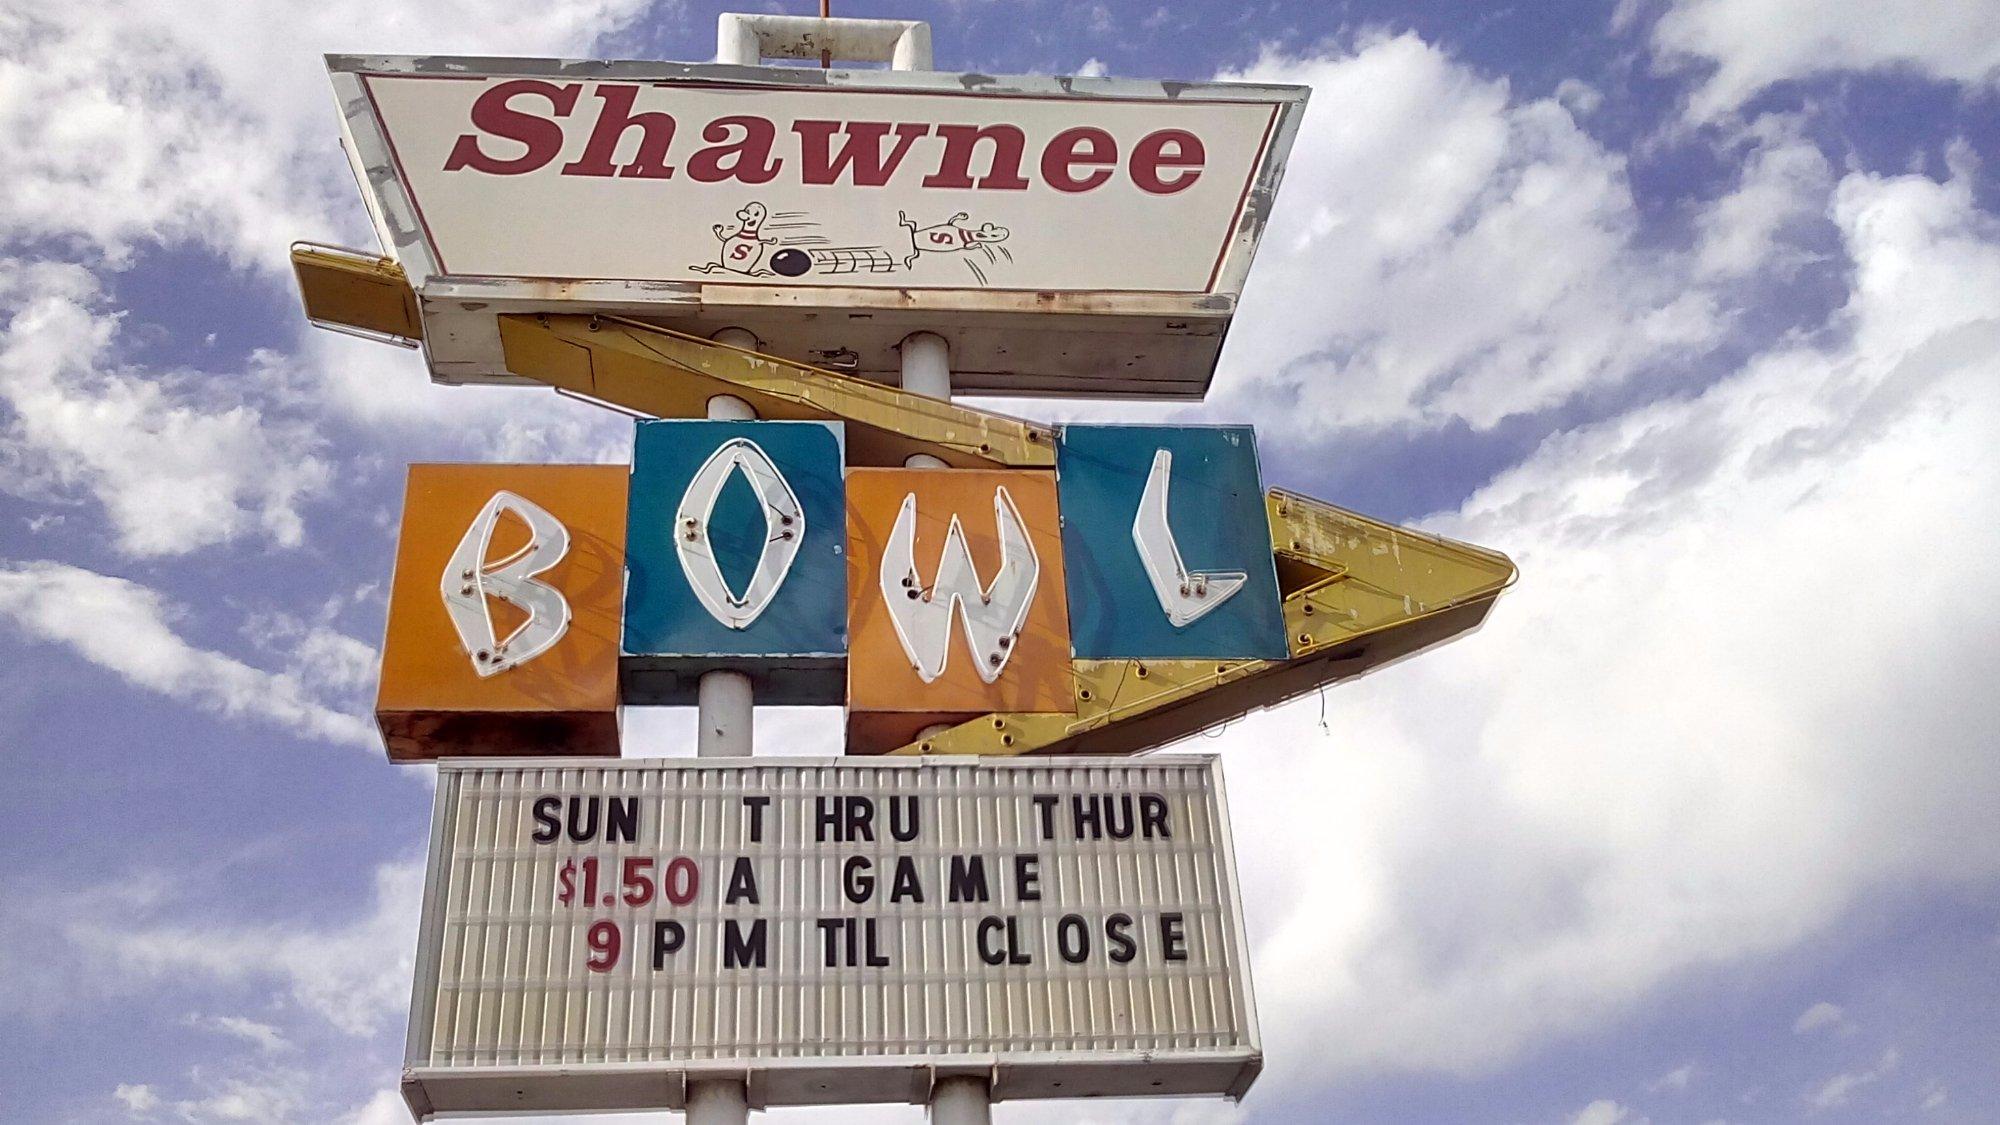 Shawnee
S S
BOWL
SUN THRU THUR
$1.50 A GAME
9 PM TIL CLOSE